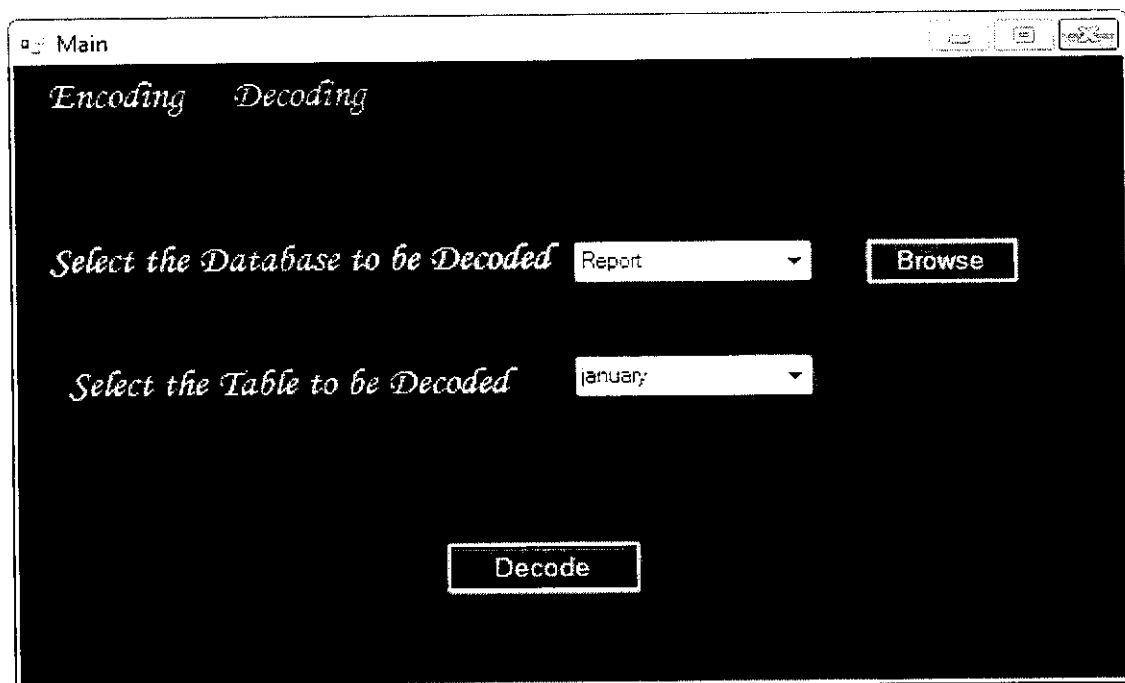 Main
Encoding Decoding
Select the Database to be Decoded Report Browse
Select the Table to be Decoded january
Decode